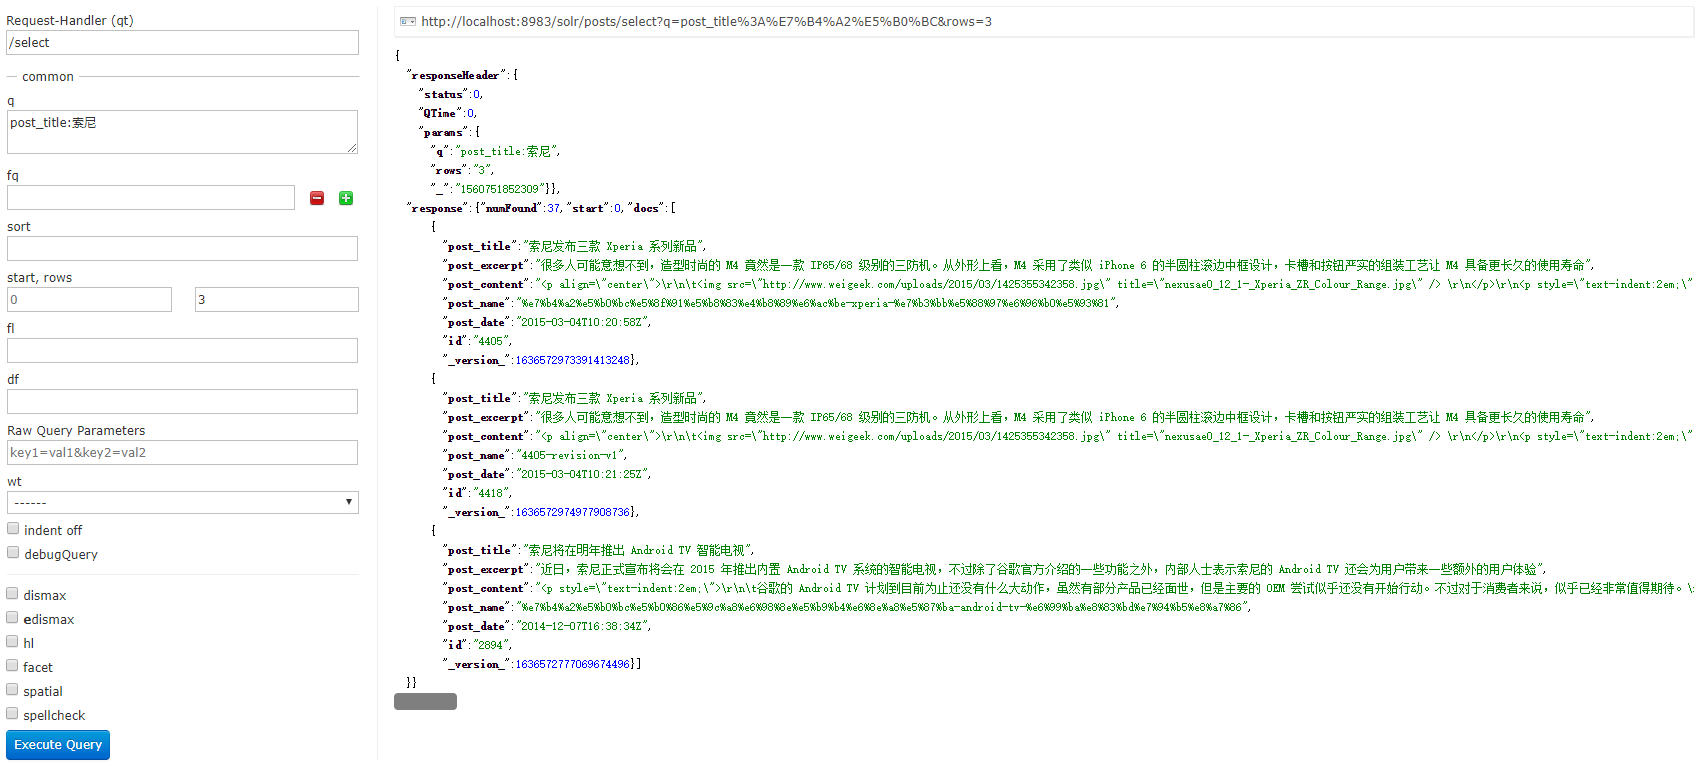 Request-Handler (qt)
/select
common
q
post_title:索尼
fq
sort
start, rows
0
3
fl
df
Raw Query Parameters
key1=val1&key2=val2
wt
------
indent off
debugQuery
dismax
edismax
hl
facet
spatial
spellcheck
Execute Query
http://localhost:8983/solr/posts/select?q=post_title%3A%E7%B4%A2%E5%B0%BC&rows=3
{
"responseHeader":{
"status":0,
"QTime":0,
"params":{
"q":"post_title:索尼",
"rows":"3",
"_":"1560751852309"}},
"response":{"numFound":37,"start":0,"docs":[
{
"post_title":"索尼发布三款 Xperia 系列新品",
"post_excerpt":"很多人可能意想不到，造型时尚的 M4 竟然是一款 IP65/68 级别的三防机。从外形上看，M4 采用了类似 iPhone 6 的半圆柱滚边中框设计，卡槽和按钮严实的组装工艺让 M4 具备更长久的使用寿命",
"post_content":"<p align=\"center\">\r\n\t<img src=\"http://www.weigeek.com/uploads/2015/03/1425355342358.jpg\" title=\"nexusae0_12_1-_Xperia_ZR_Colour_Range.jpg\" /> \r\n</p>\r\n<p style=\"text-indent:2em;\"
"post_name":"%e7%b4%a2%e5%b0%bc%e5%8f%91%e5%b8%83%e4%b8%89%e6%ac%be-xperia-%e7%b3%bb%e5%88%97%e6%96%b0%e5%93%81",
"post_date":"2015-03-04T10:20:58Z",
"id":"4405",
"_version_":1636572973391413248},
{
"post_title":"索尼发布三款 Xperia 系列新品",
"post_excerpt":"很多人可能意想不到，造型时尚的 M4 竟然是一款 IP65/68 级别的三防机。从外形上看，M4 采用了类似 iPhone 6 的半圆柱滚边中框设计，卡槽和按钮严实的组装工艺让 M4 具备更长久的使用寿命",
"post_content":"<p align=\"center\">\r\n\t<img src=\"http://www.weigeek.com/uploads/2015/03/1425355342358.jpg\" title=\"nexusae0_12_1-_Xperia_ZR_Colour_Range.jpg\" /> \r\n</p>\r\n<p style=\"text-indent:2em;\"
"post_name":"4405-revision-v1",
"post_date":"2015-03-04T10:21:25Z",
"id":"4418",
"_version_":1636572974977908736},
{
"post_title":"索尼将在明年推出 Android TV 智能电视",
"post_excerpt":"近日，索尼正式宣布将会在 2015 年推出内置 Android TV 系统的智能电视，不过除了谷歌官方介绍的一些功能之外，内部人士表示索尼的 Android TV 还会为用户带来一些额外的用户体验",
"post_content":"<p style=\"text-indent:2em;\">\r\n\t谷歌的 Android TV 计划到目前为止还没有什么大动作，虽然有部分产品已经面世，但是主要的 OEM 尝试似乎还没有开始行动。不过对于消费者来说，似乎已经非常值得期待。\
"post_name":"%e7%b4%a2%e5%b0%bc%e5%b0%86%e5%9c%a8%e6%98%8e%e5%b9%b4%e6%8e%a8%e5%87%ba-android-tv-%e6%99%ba%e8%83%bd%e7%94%b5%e8%a7%86",
"post_date":"2014-12-07T16:38:34Z",
"id":"2894",
"_version_":1636572777069674496}]
}}